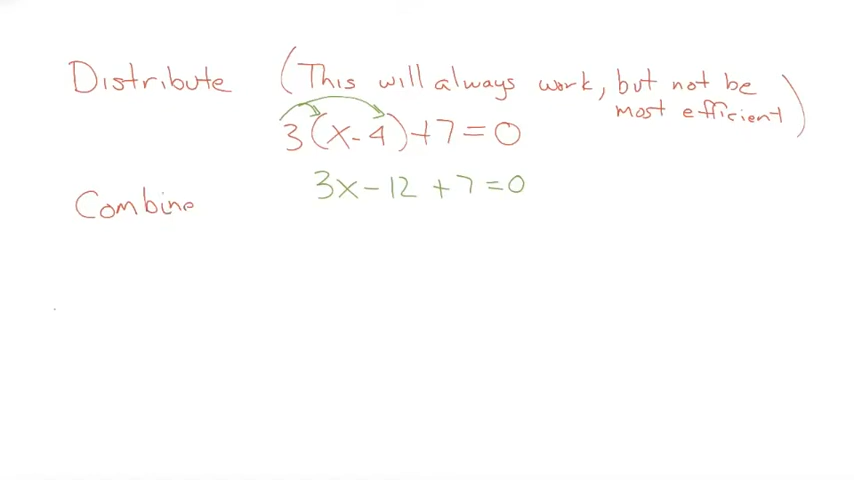 Distribute (This will always work, but not be
most efficient)
3(x-4)+7=0
3x-12+7=0
Combine